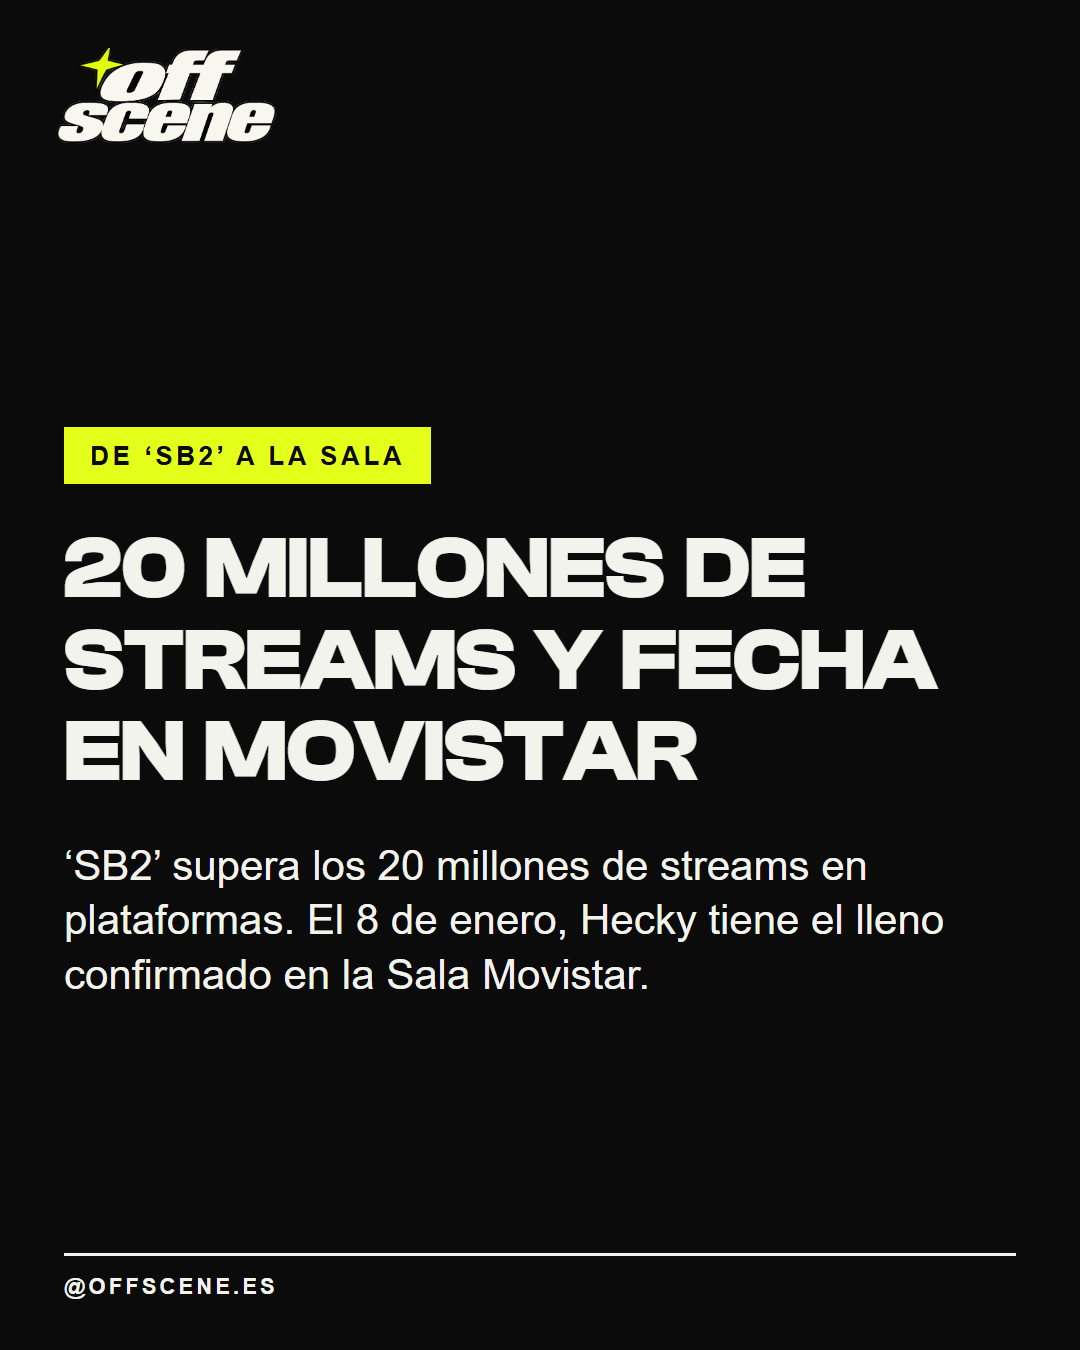 off
scene
DE ‘SB2’ A LA SALA
20 MILLONES DE
STREAMS Y FECHA
EN MOVISTAR
‘SB2’ supera los 20 millones de streams en
plataformas. El 8 de enero, Hecky tiene el lleno
confirmado en la Sala Movistar.
@OFFSCENE.ES